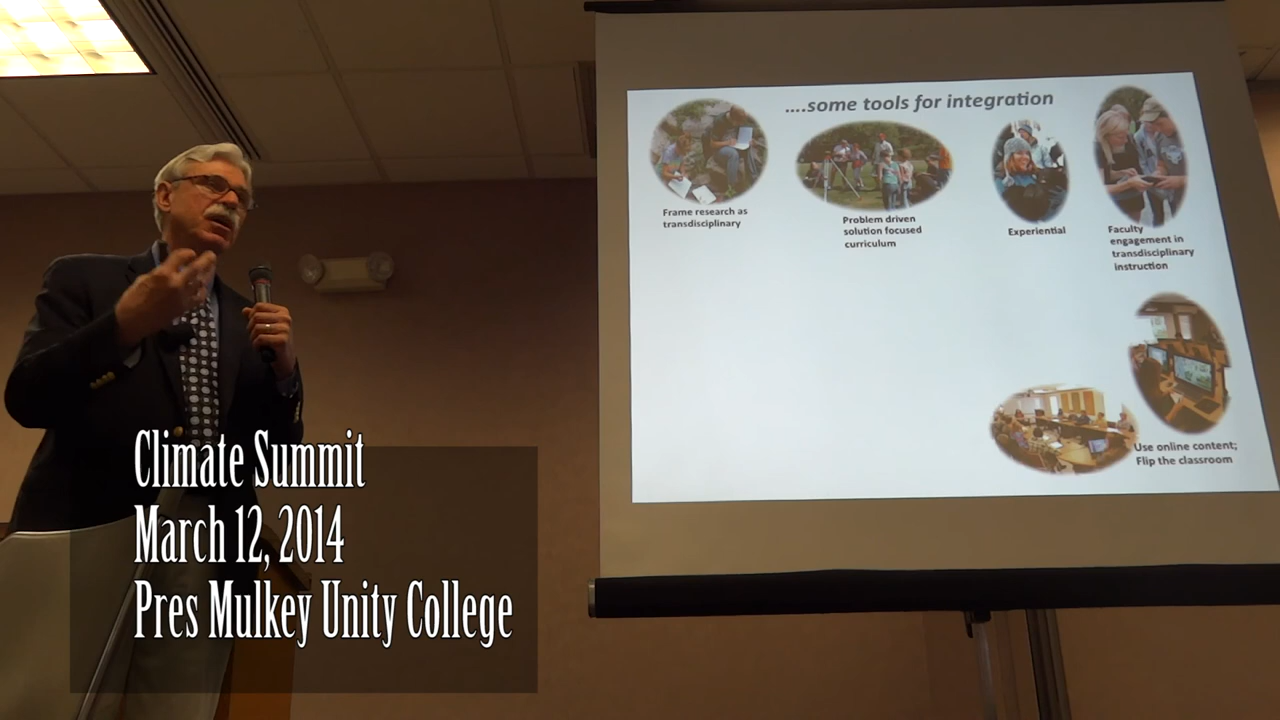 ....some tools for integration
Frame research as
transdisciplinary
Problem driven
solution focused
curriculum
Experiential
Faculty
engagement in
transdisciplinary
instruction
Use online content;
Flip the classroom
Climate Summit
March 12, 2014
Pres Mulkey Unity College